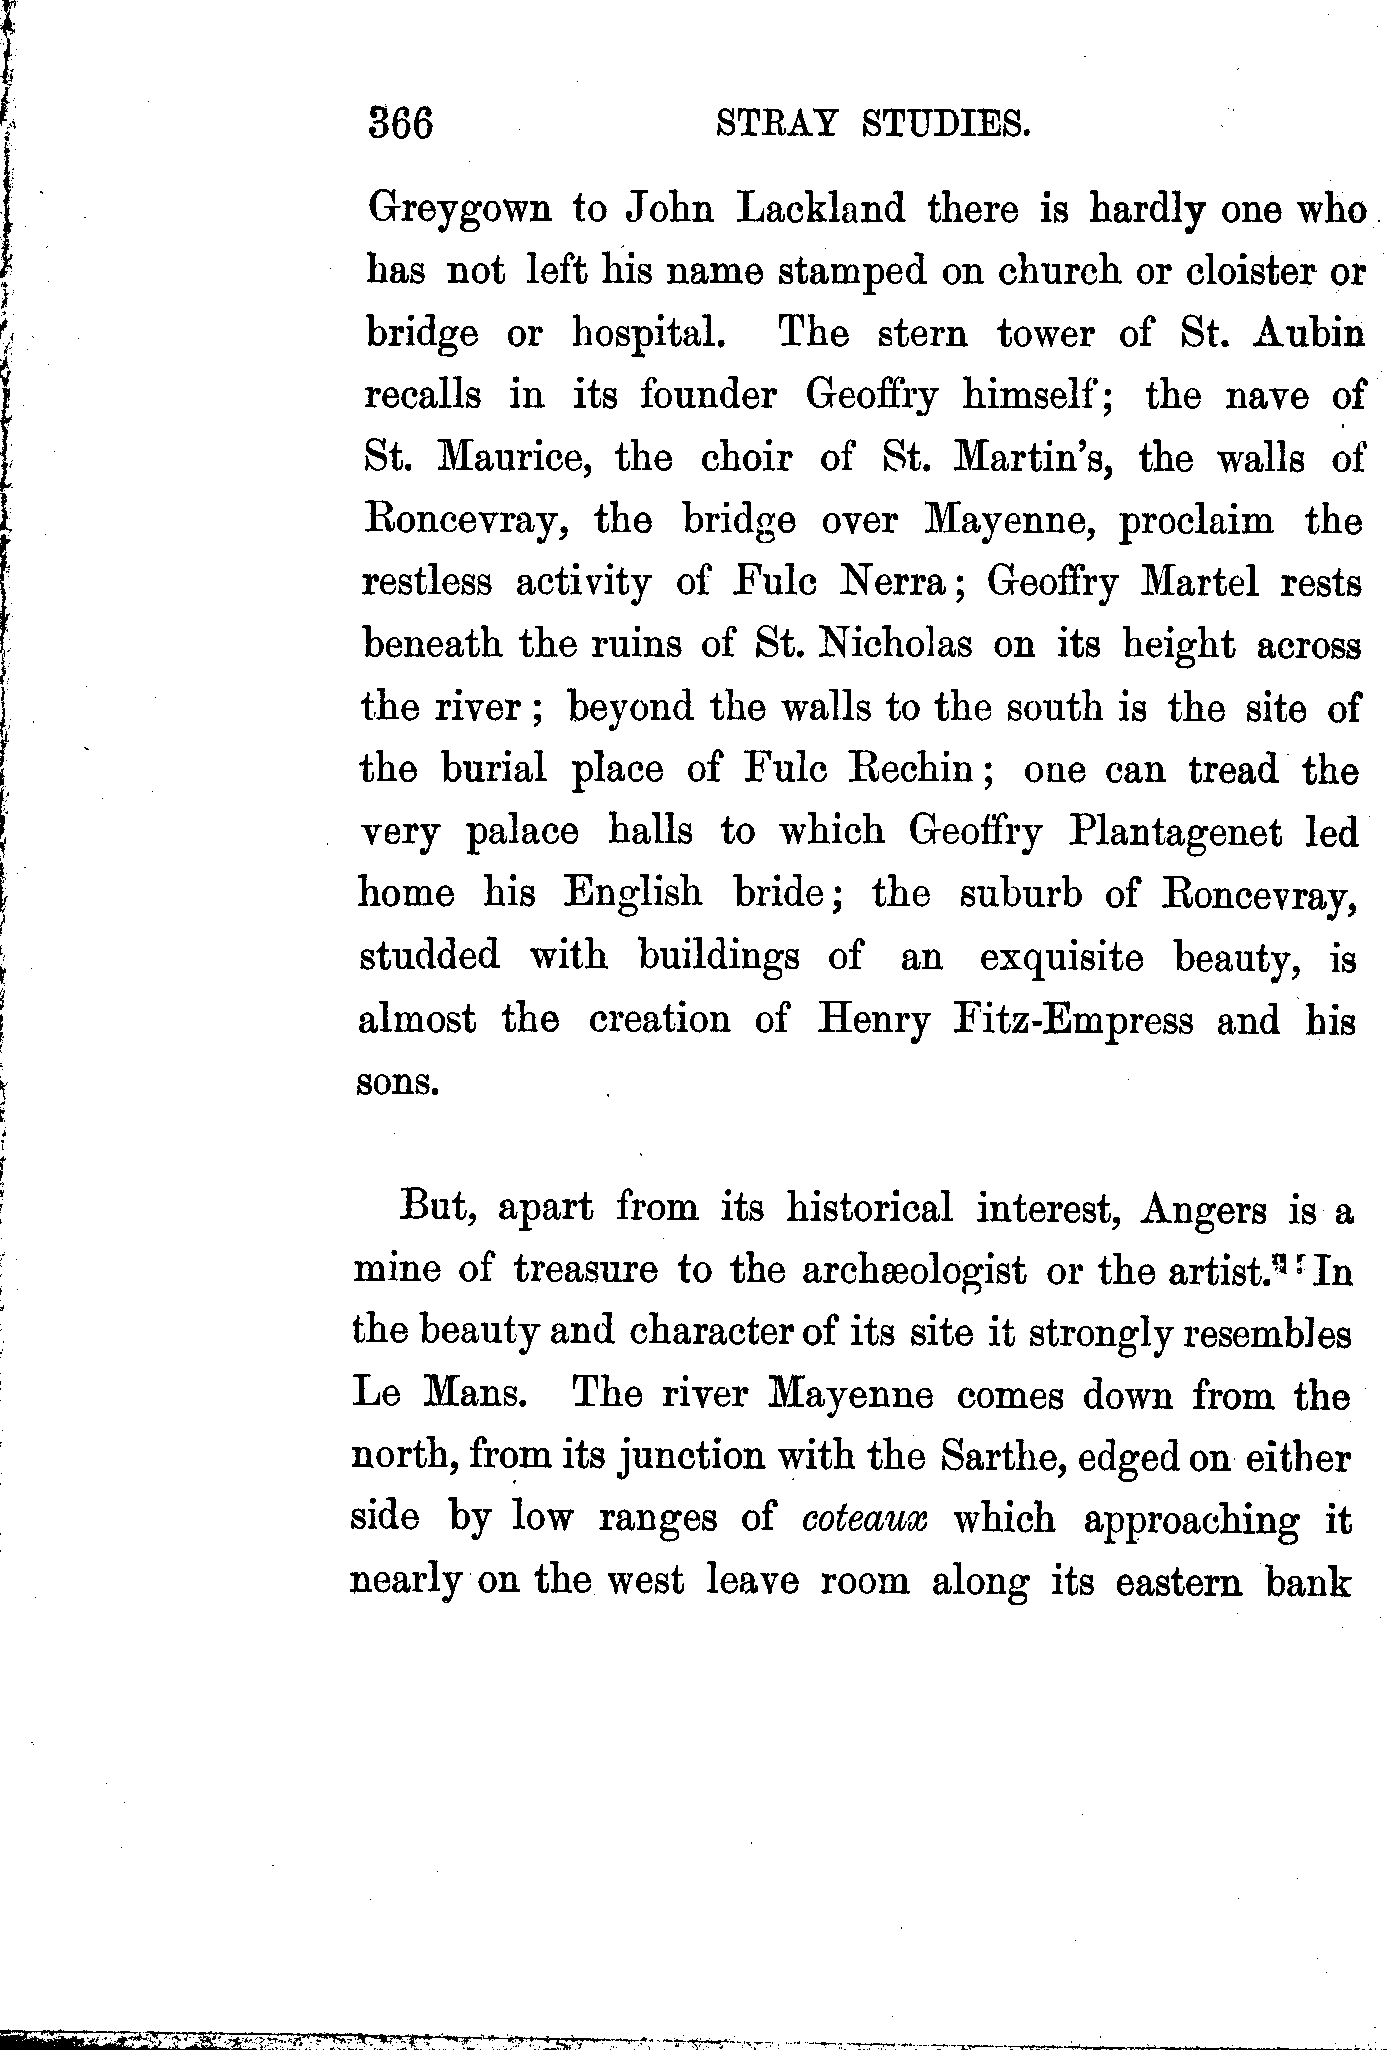 366 STRAY STUDIES.
Greygown to John Lackland there is hardly one who
has not left his name stamped on church or cloister or
bridge or hospital. The stern tower of St. Aubin
recalls in its founder Geoffry himself; the nave of
St. Maurice, the choir of St. Martin's, the walls of
Roncevray, the bridge over Mayenne, proclaim the
restless activity of Fulc Nerra; Geoffry Martel rests
beneath the ruins of St. Nicholas on its height across
the river; beyond the walls to the south is the site of
the burial place of Fulc Rechin; one can tread the
very palace halls to which Geoffry Plantagenet led
home his English bride; the suburb of Roncevray,
studded with buildings of an exquisite beauty, is
almost the creation of Henry Fitz-Empress and his
sons.
But, apart from its historical interest, Angers is a
mine of treasure to the archæologist or the artist. In
the beauty and character of its site it strongly resembles
Le Mans. The river Mayenne comes down from the
north, from its junction with the Sarthe, edged on either
side by low ranges of coteaux which approaching it
nearly on the west leave room along its eastern bank